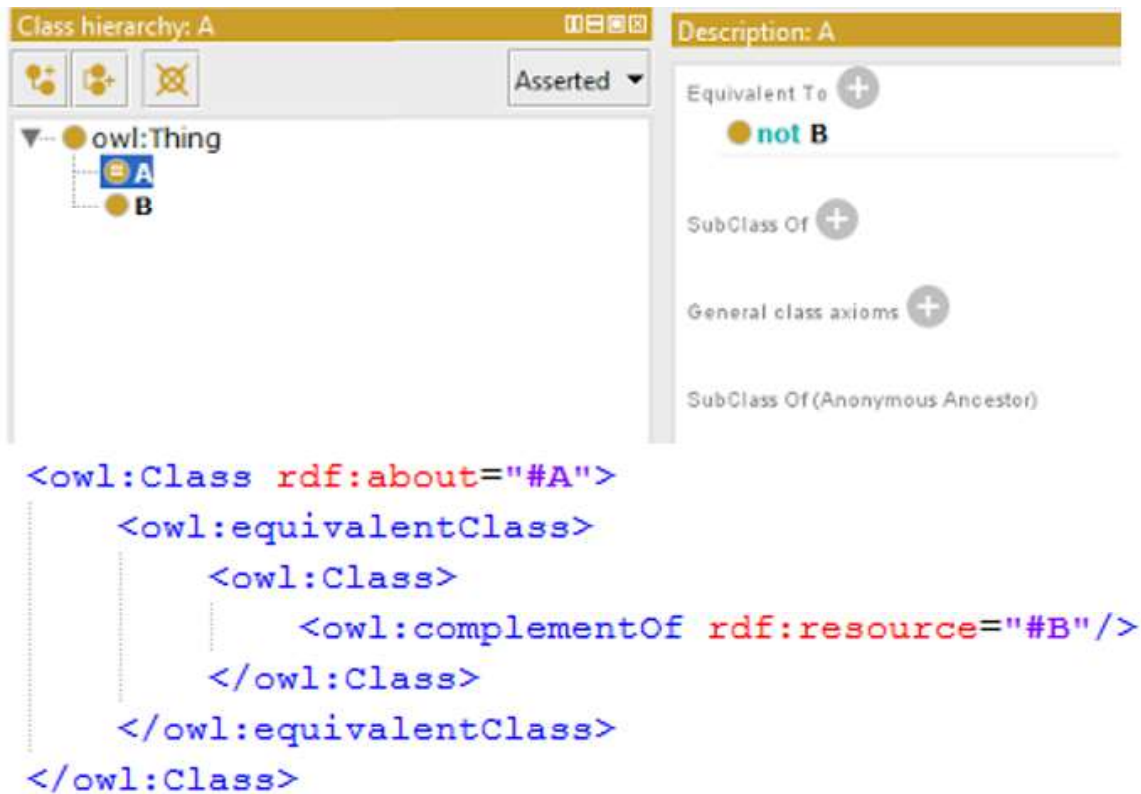 Class hierarchy: A
Asserted
owl:Thing
A
B
Description: A
Equivalent To
not B
SubClass Of
General class axioms
SubClass Of (Anonymous Ancestor)
<owl:Class rdf:about="#A">
<owl:equivalentClass>
<owl:Class>
<owl:complementOf rdf:resource="#B"/>
</owl:Class>
</owl:equivalentClass>
</owl:Class>